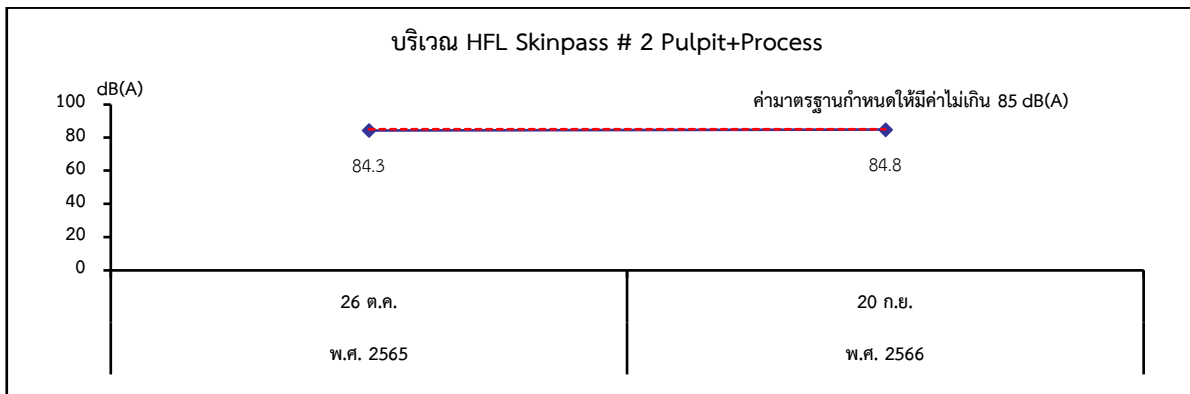 บริเวณ HFL Skinpass # 2 Pulpit+Process
dB(A)
ค่ามาตรฐานกำหนดให้มีค่าไม่เกิน 85 dB(A)
100
80
60
40
20
0
84.3
84.8
26 ต.ค.
20 ก.ย.
พ.ศ. 2565
พ.ศ. 2566